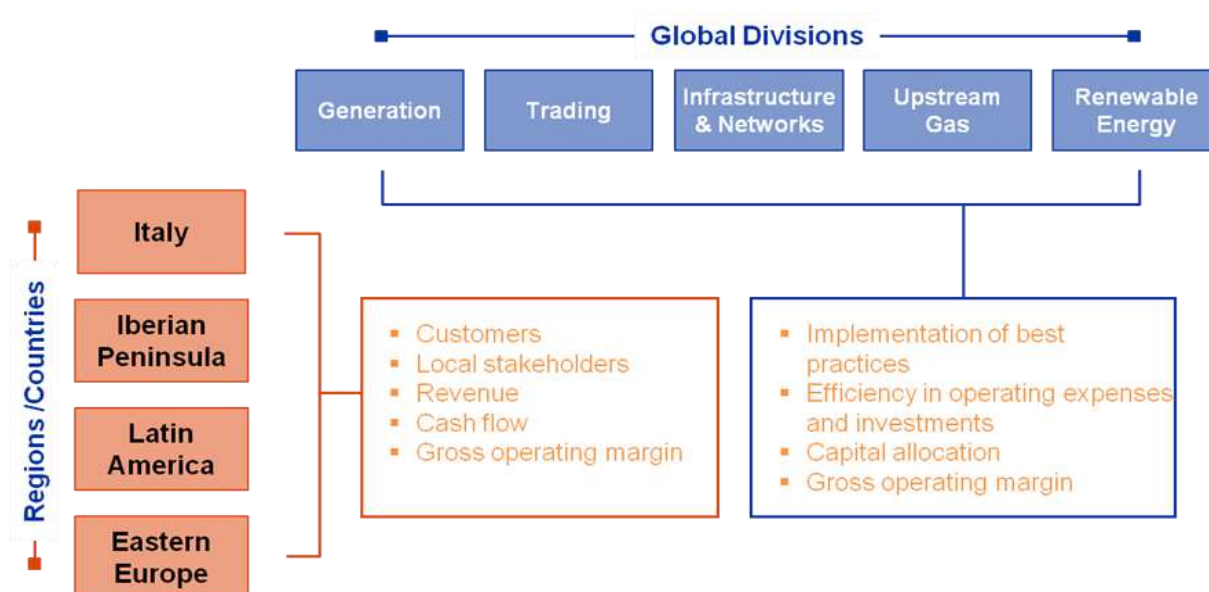 Global Divisions
Generation
Trading
Infrastructure
& Networks
Upstream
Gas
Renewable
Energy
Regions /Countries
Italy
Iberian
Peninsula
Latin
America
Eastern
Europe
▪ Customers
▪ Local stakeholders
▪ Revenue
▪ Cash flow
▪ Gross operating margin
▪ Implementation of best
practices
▪ Efficiency in operating expenses
and investments
▪ Capital allocation
▪ Gross operating margin